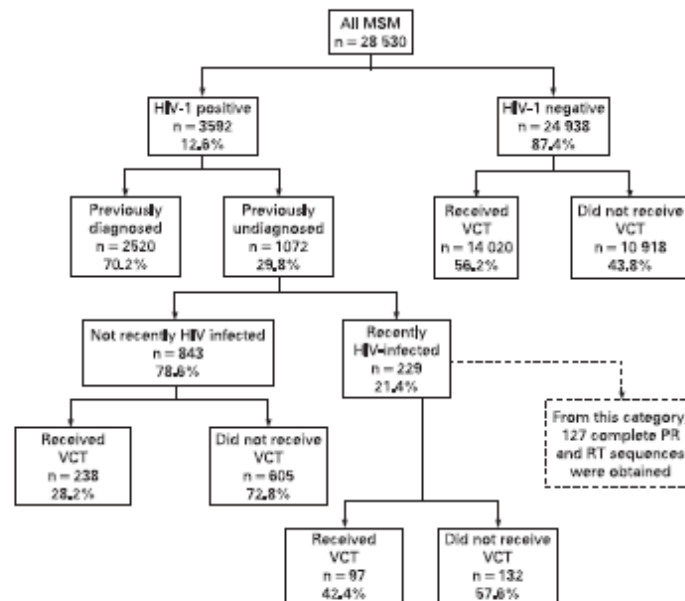 All MSM
n = 28 530
HIV-1 positive
n = 3592
12.6%
HIV-1 negative
n = 24 938
87.4%
Previously
diagnosed
n = 2520
70.2%
Previously
undiagnosed
n = 1072
29.8%
Received
VCT
n = 14 020
56.2%
Did not receive
VCT
n = 10 918
43.8%
Not recently HIV infected
n = 843
78.6%
Recently
HIV-infected
n = 229
21.4%
From this category,
127 complete PR
and RT sequences
were obtained
Received
VCT
n = 238
28.2%
Did not receive
VCT
n = 605
72.8%
Received
VCT
n = 97
42.4%
Did not receive
VCT
n = 132
57.6%